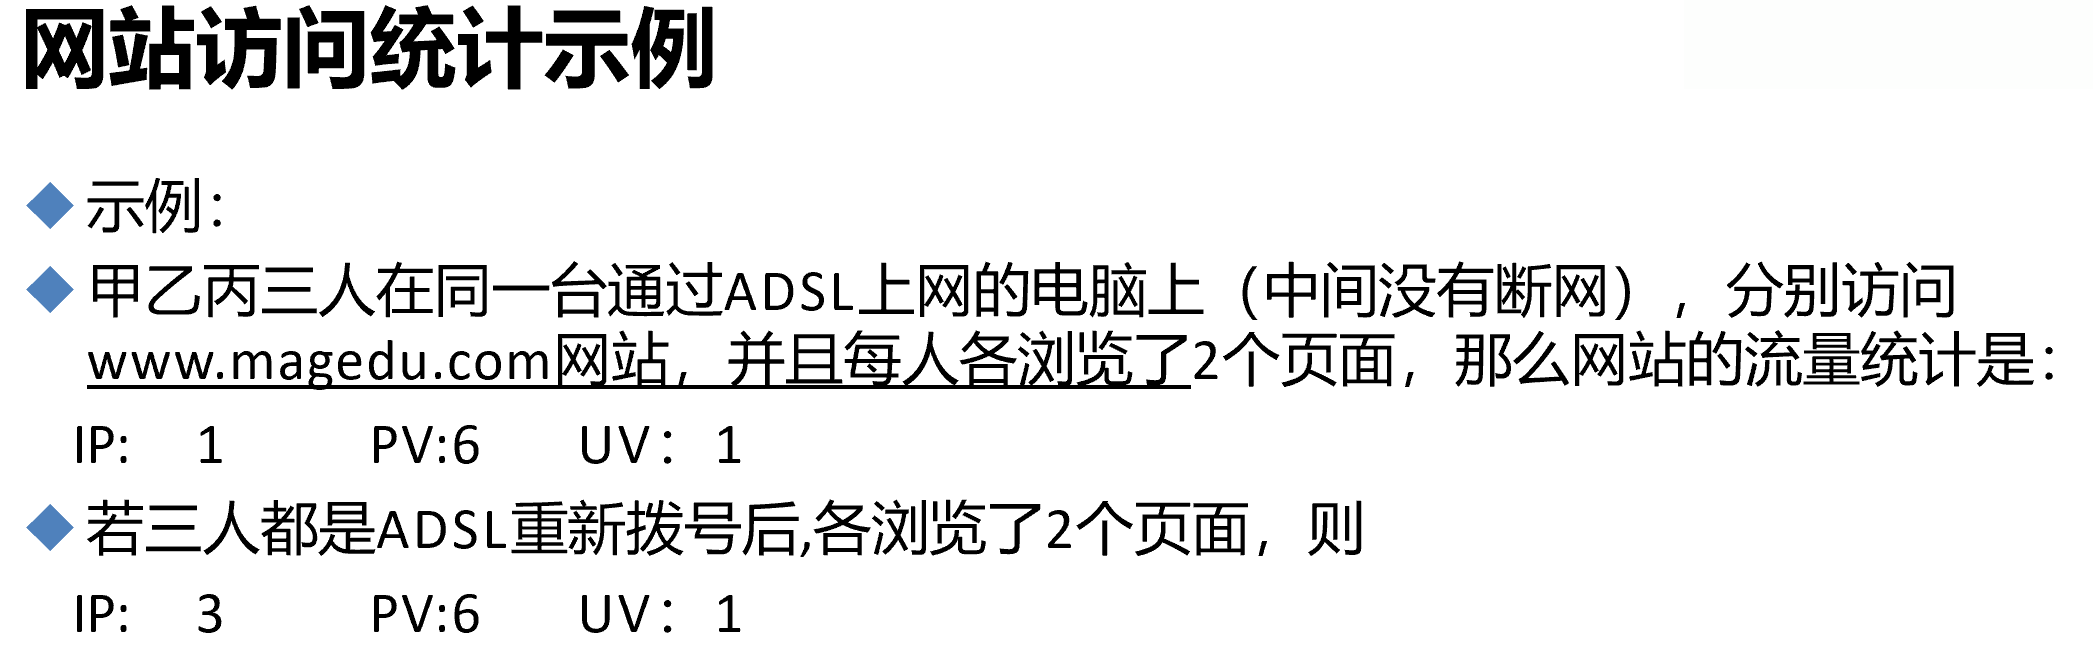 网站访问统计示例
示例：
甲乙丙三人在同一台通过ADSL上网的电脑上（中间没有断网），分别访问
www.magedu.com网站，并且每人各浏览了2个页面，那么网站的流量统计是：
IP: 1 PV:6 UV：1
若三人都是ADSL重新拨号后,各浏览了2个页面，则
IP: 3 PV:6 UV：1